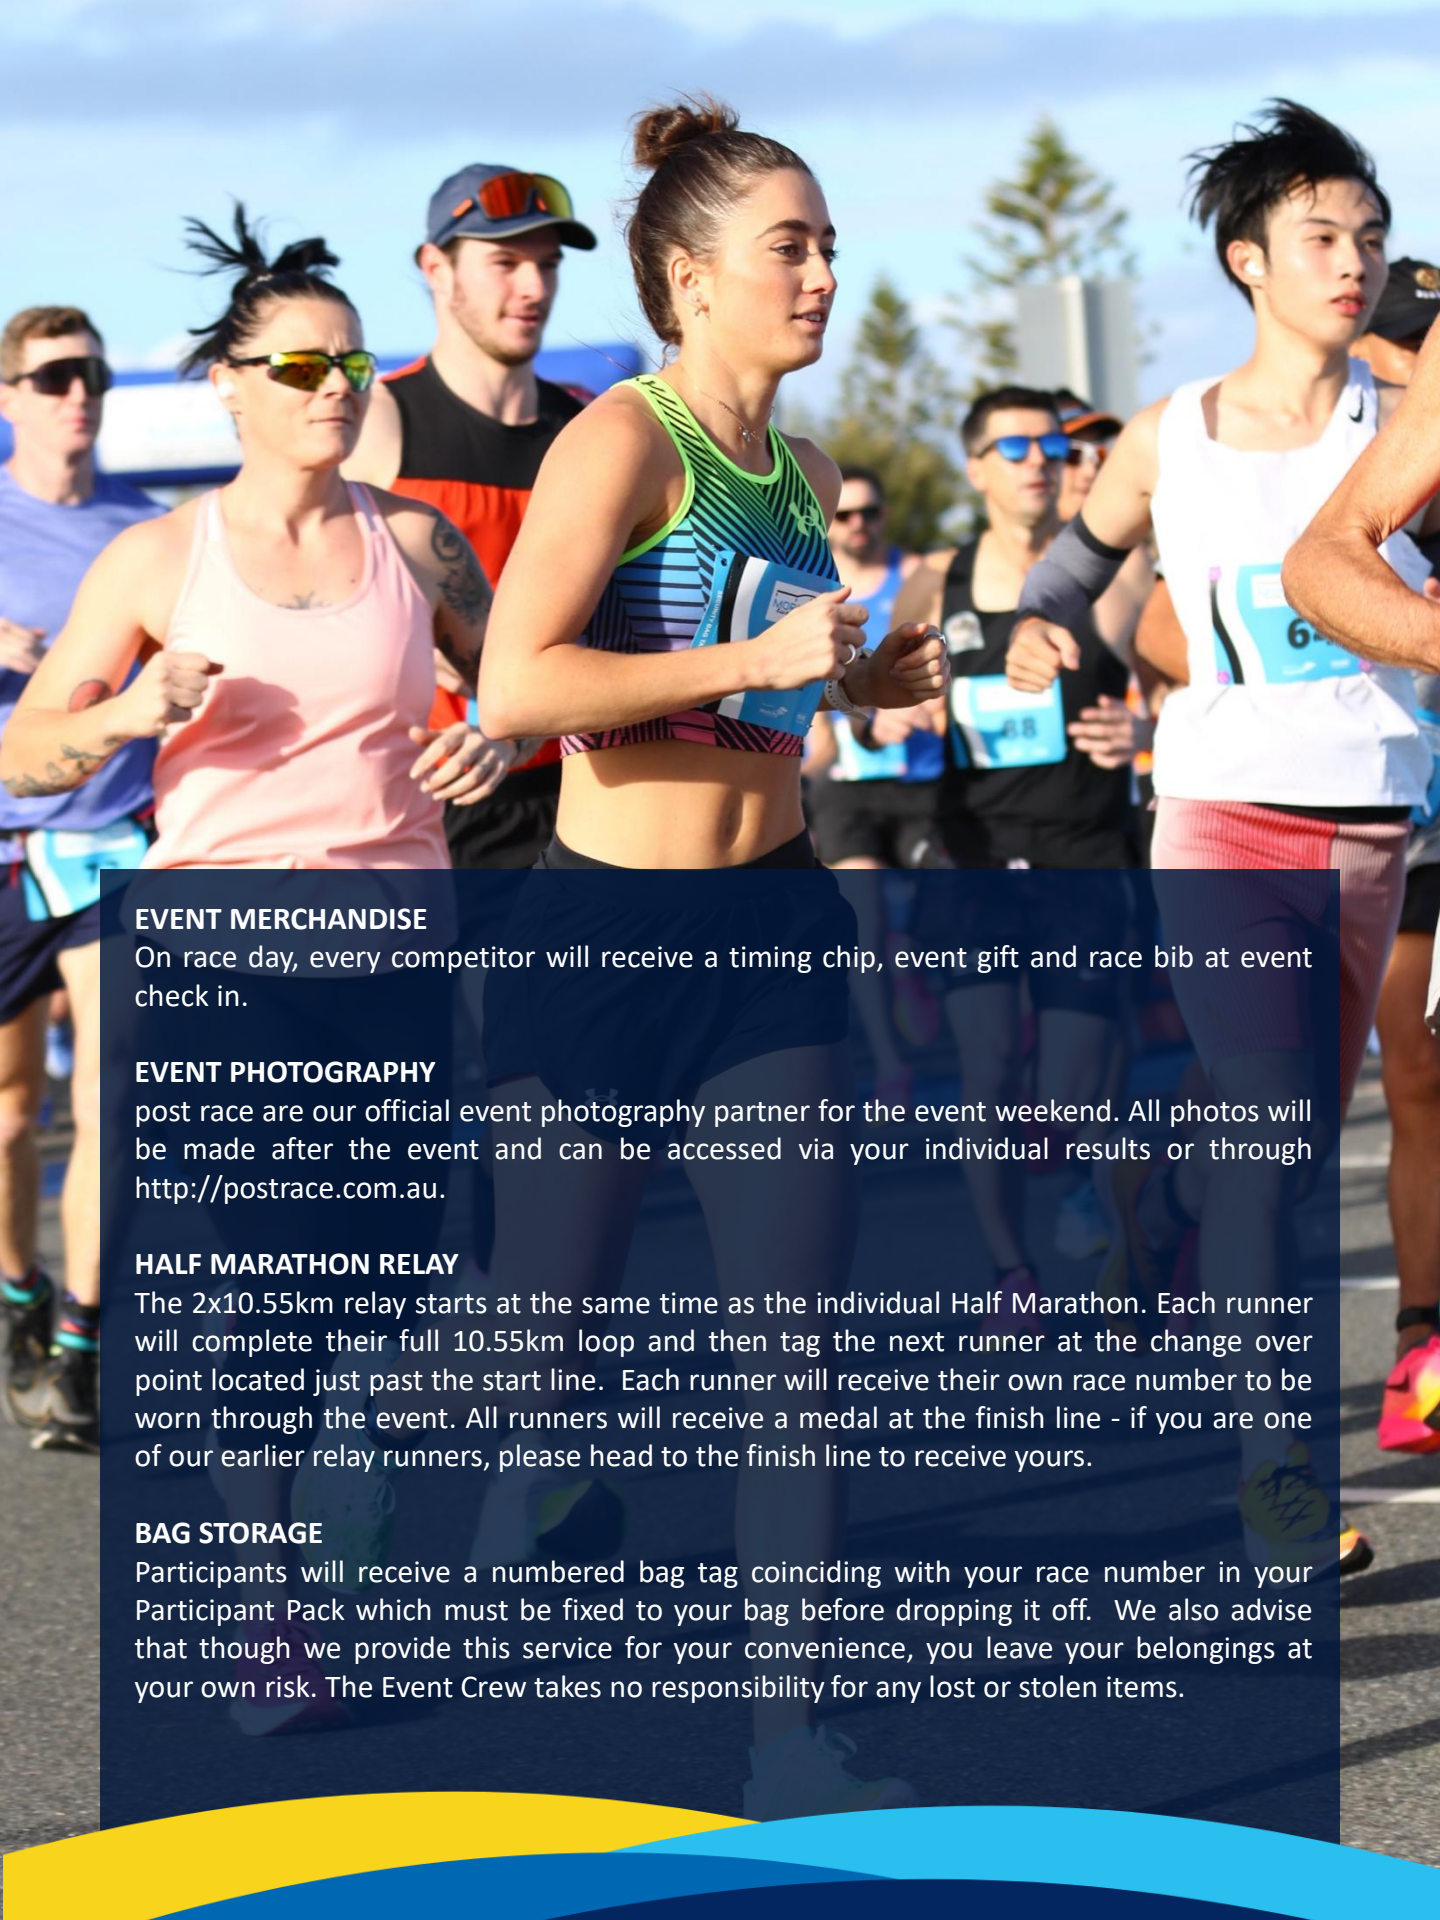 88
EVENT MERCHANDISE
On race day, every competitor will receive a timing chip, event gift and race bib at event
check in.
EVENT PHOTOGRAPHY
post race are our official event photography partner for the event weekend. All photos will
be made after the event and can be accessed via your individual results or through
http://postrace.com.au.
HALF MARATHON RELAY
The 2x10.55km relay starts at the same time as the individual Half Marathon. Each runner
will complete their full 10.55km loop and then tag the next runner at the change over
point located just past the start line.  Each runner will receive their own race number to be
worn through the event. All runners will receive a medal at the finish line - if you are one
of our earlier relay runners, please head to the finish line to receive yours.
BAG STORAGE
Participants will receive a numbered bag tag coinciding with your race number in your
Participant Pack which must be fixed to your bag before dropping it off.  We also advise
that though we provide this service for your convenience, you leave your belongings at
your own risk. The Event Crew takes no responsibility for any lost or stolen items.